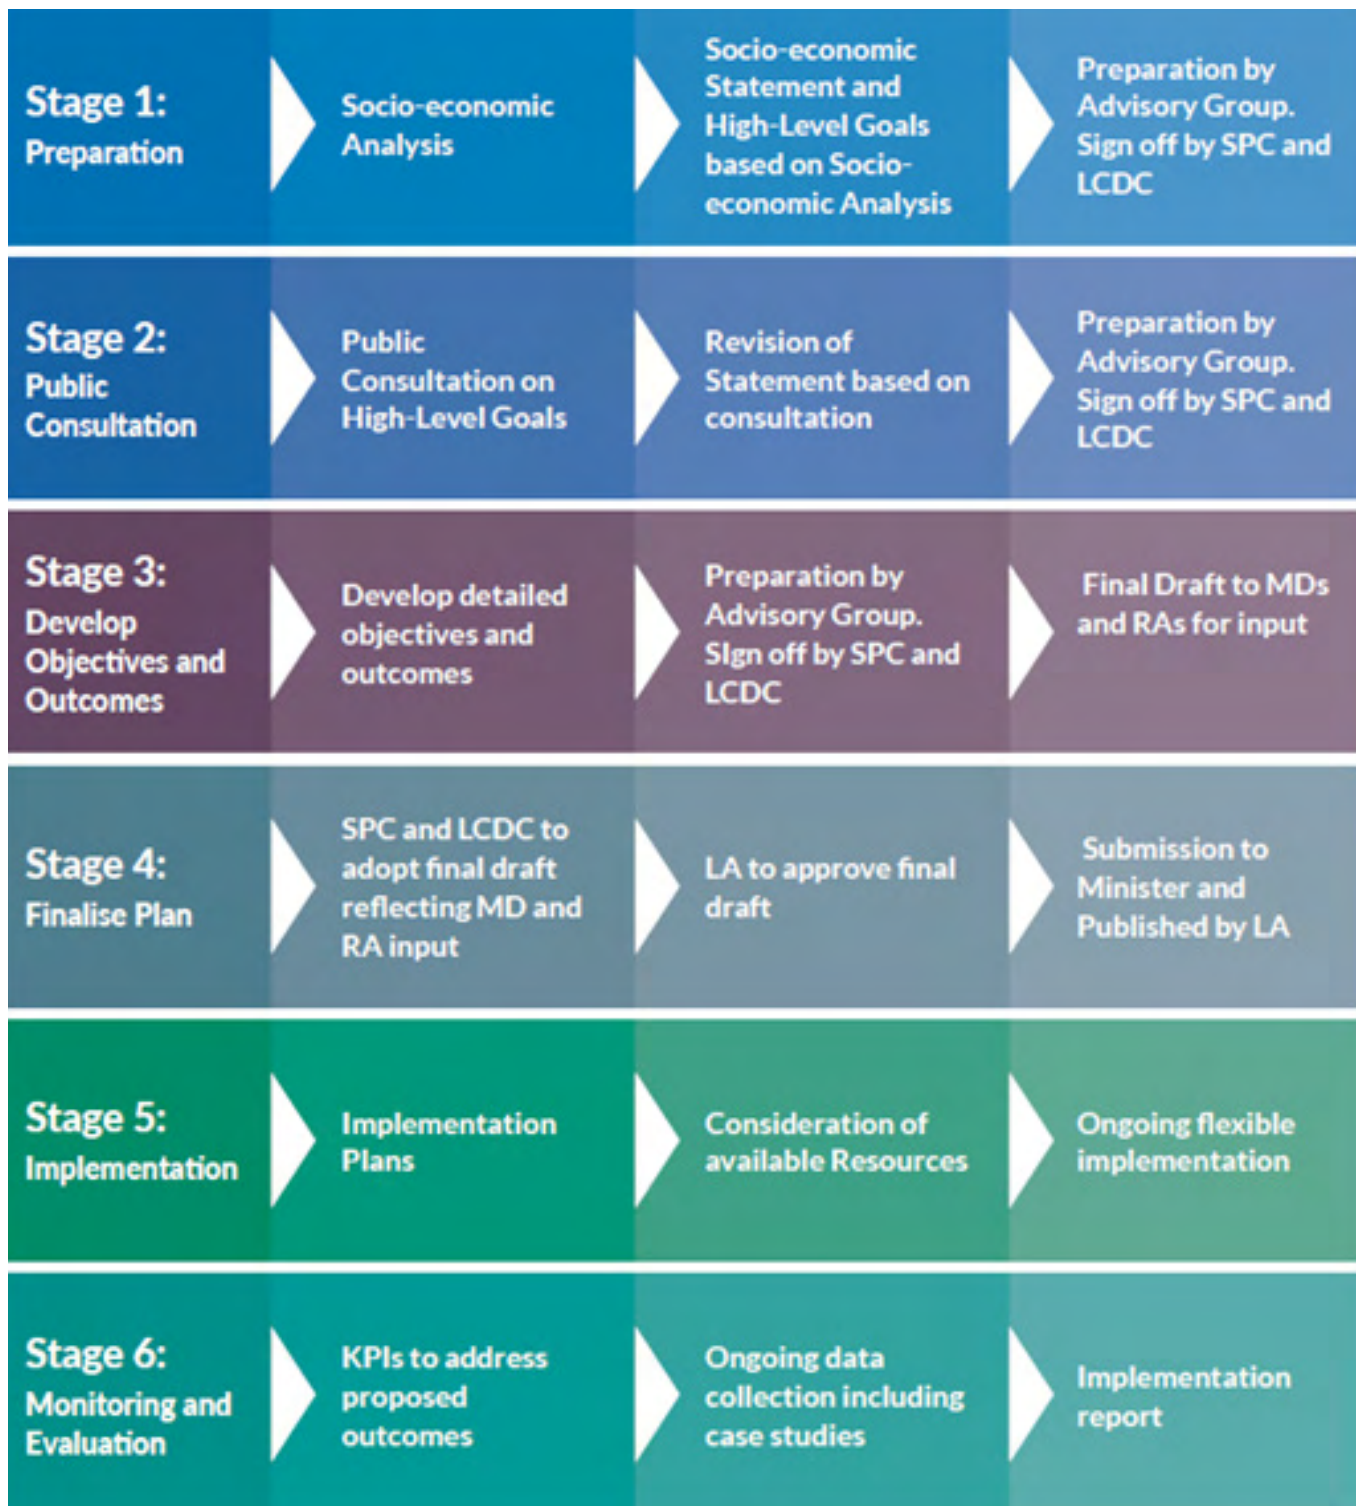 Stage 1:
Preparation
Socio-economic
Analysis
Socio-economic
Statement and
High-Level Goals
based on Socio-
economic Analysis
Preparation by
Advisory Group.
Sign off by SPC and
LCDC
Stage 2:
Public
Consultation
Public
Consultation on
High-Level Goals
Revision of
Statement based on
consultation
Preparation by
Advisory Group.
Sign off by SPC and
LCDC
Stage 3:
Develop
Objectives and
Outcomes
Develop detailed
objectives and
outcomes
Preparation by
Advisory Group.
SIgn off by SPC and
LCDC
Final Draft to MDs
and RAs for input
Stage 4:
Finalise Plan
SPC and LCDC to
adopt final draft
reflecting MD and
RA input
LA to approve final
draft
Submission to
Minister and
Published by LA
Stage 5:
Implementation
Implementation
Plans
Consideration of
available Resources
Ongoing flexible
implementation
Stage 6:
Monitoring and
Evaluation
KPIs to address
proposed
outcomes
Ongoing data
collection including
case studies
Implementation
report